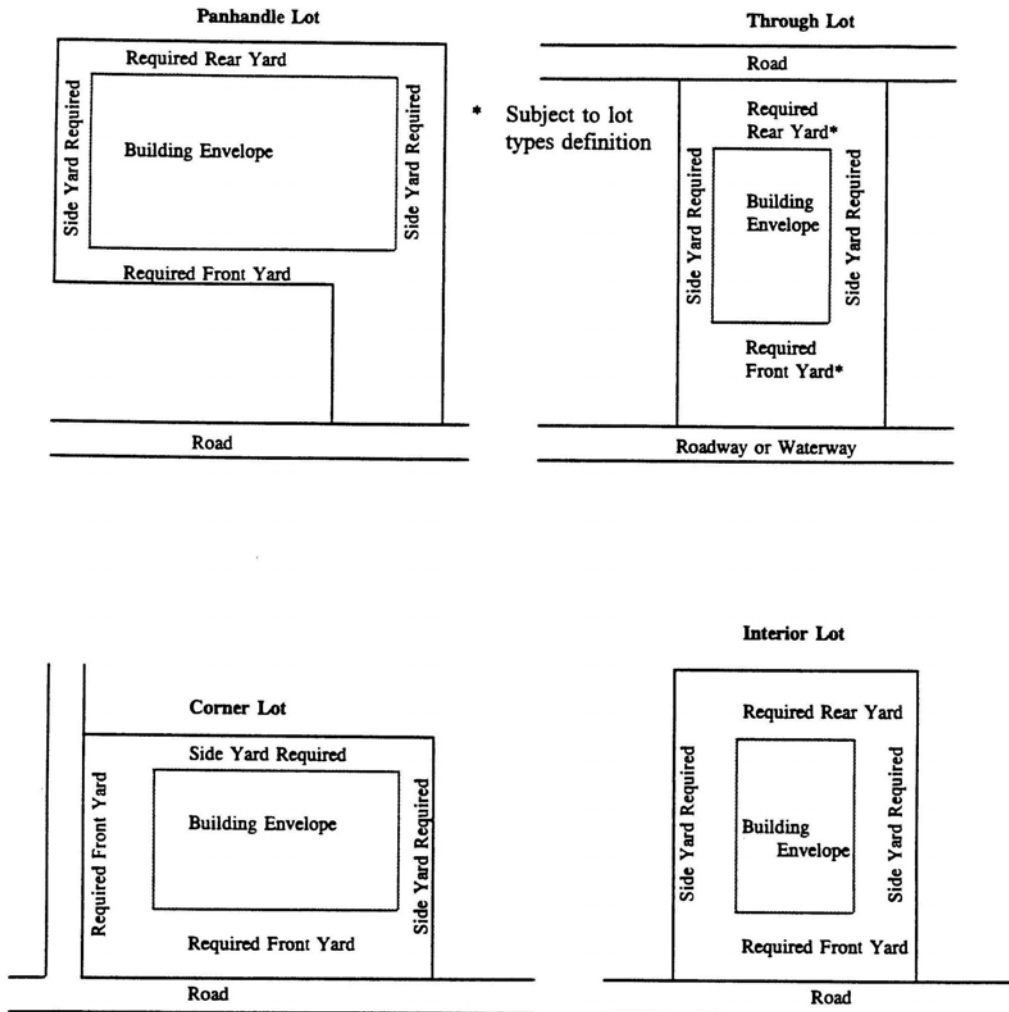 Panhandle Lot
Required Rear Yard
Side Yard Required
Building Envelope
Side Yard Required
Required Front Yard
Road
* Subject to lot
types definition
Through Lot
Road
Required
Rear Yard*
Side Yard Required
Building
Envelope
Side Yard Required
Required
Front Yard*
Roadway or Waterway
Corner Lot
Side Yard Required
Required Front Yard
Building Envelope
Side Yard Required
Required Front Yard
Road
Interior Lot
Required Rear Yard
Side Yard Required
Building
Envelope
Side Yard Required
Required Front Yard
Road